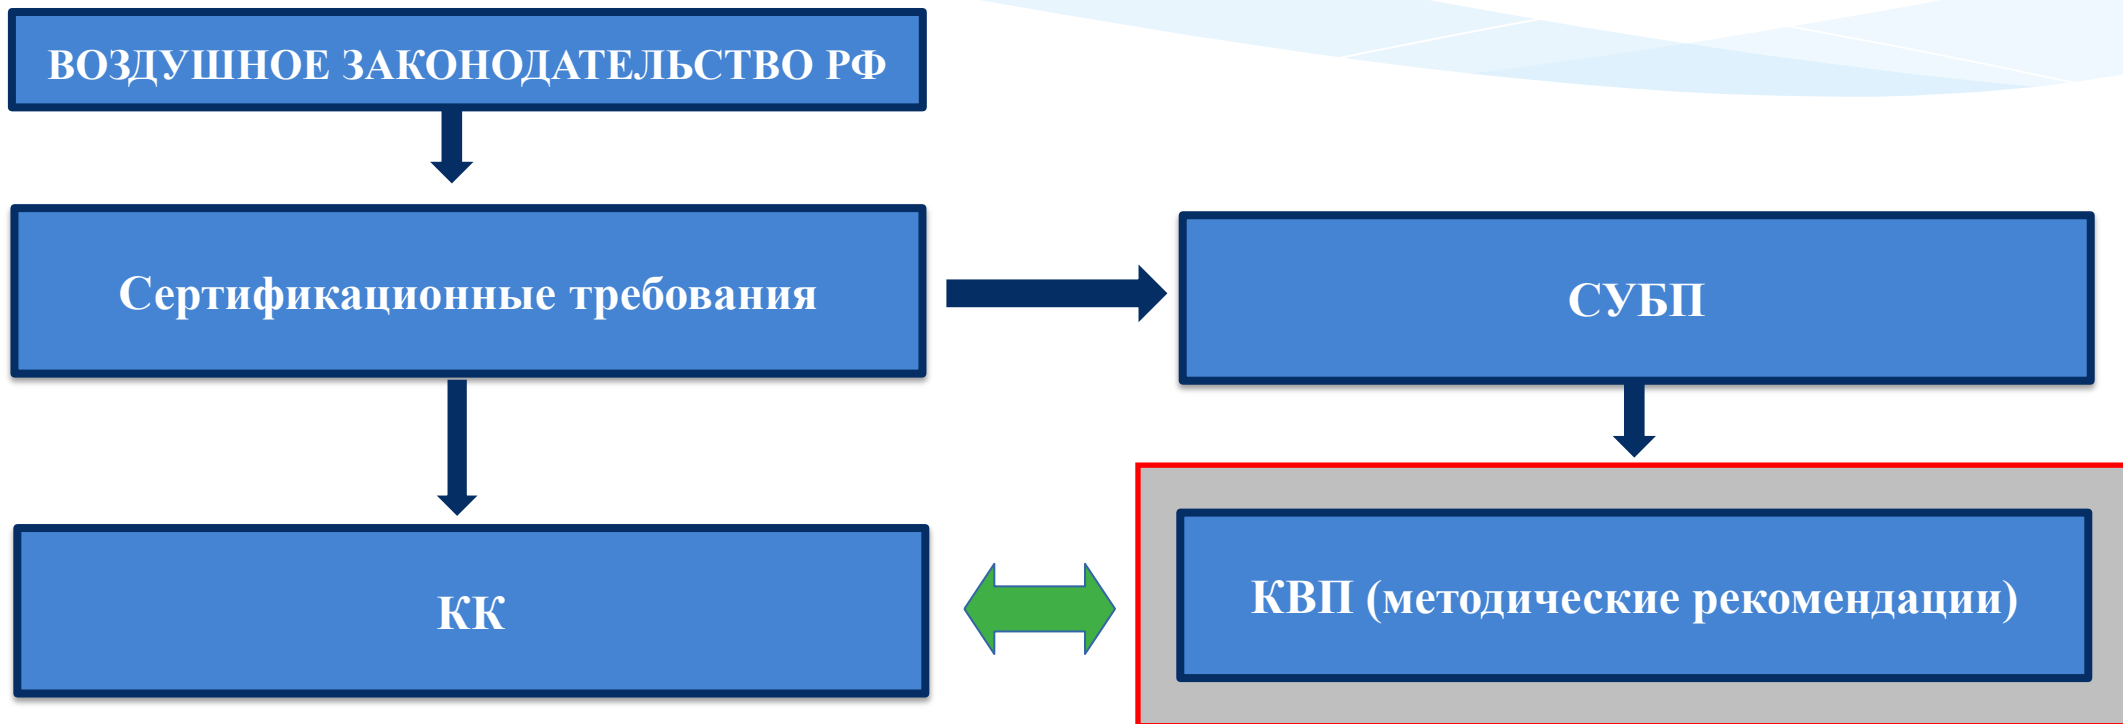 ВОЗДУШНОЕ ЗАКОНОДАТЕЛЬСТВО РФ
Сертификационные требования
СУБП
КК
КВП (методические рекомендации)